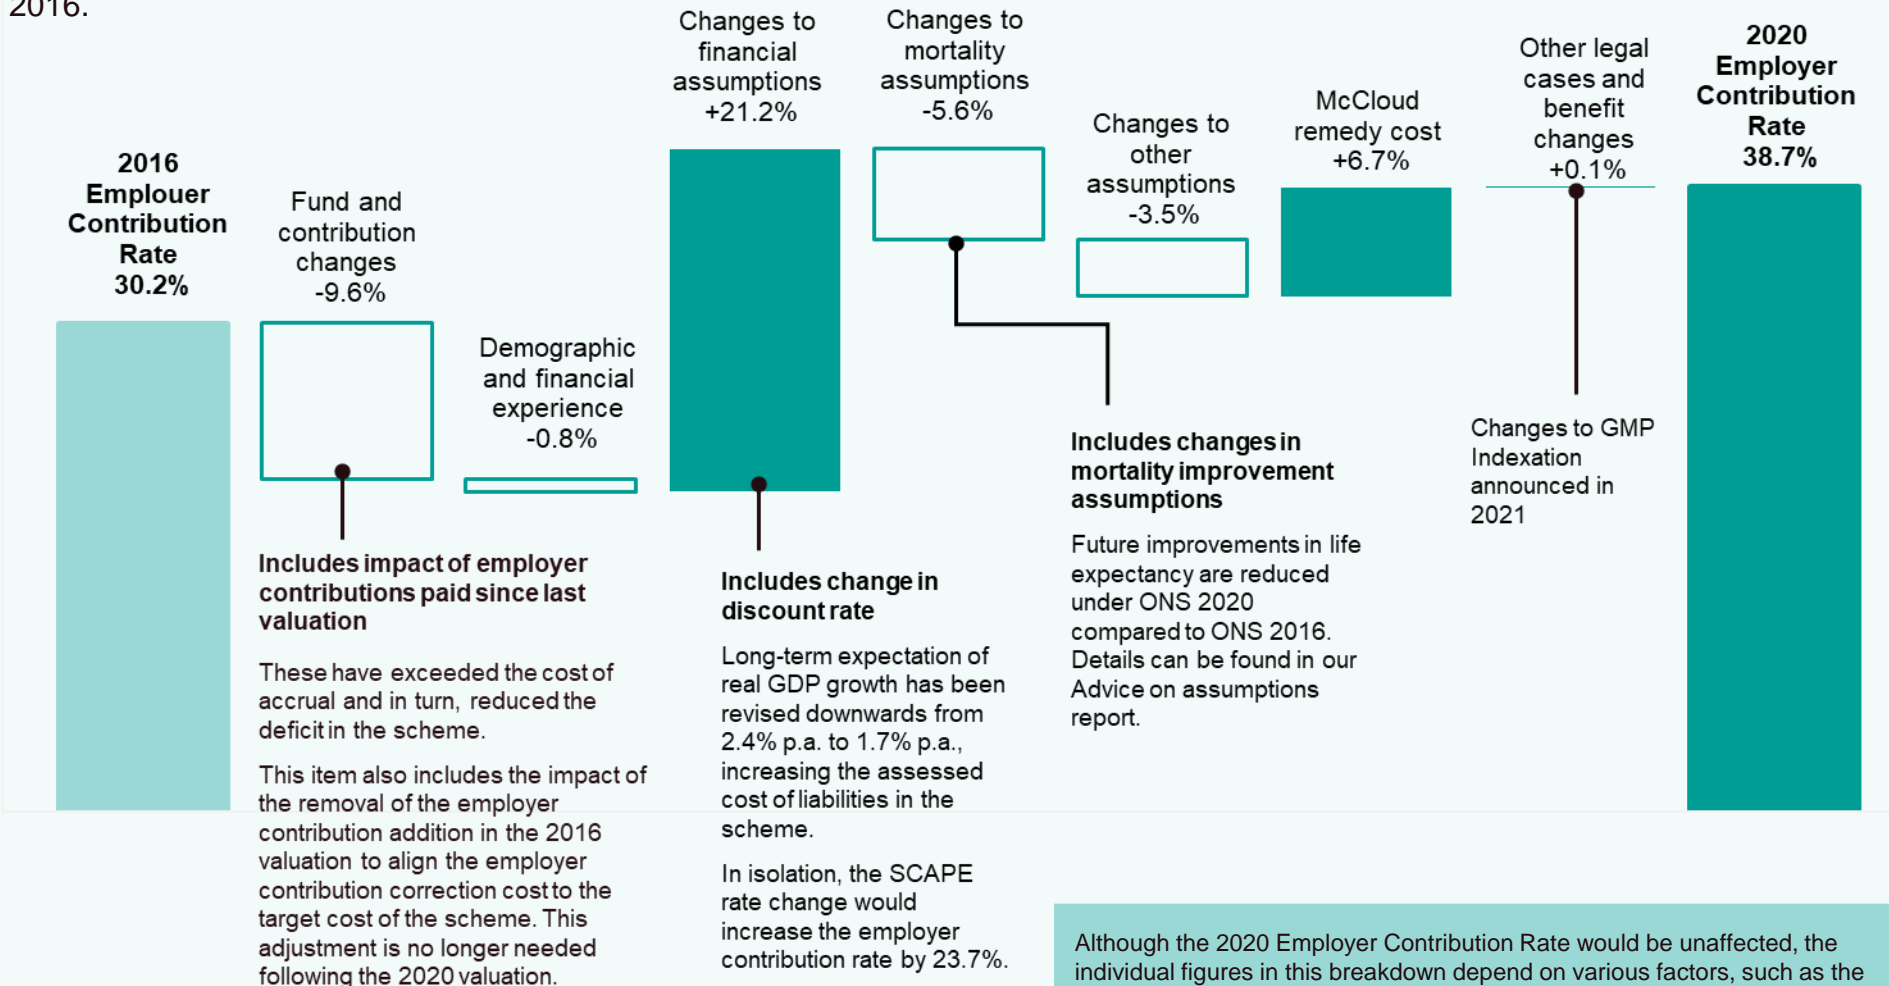 2016.
2016
Emplouer
Contribution
Rate
30.2%
Fund and
contribution
changes
-9.6%
Demographic
and financial
experience
-0.8%
Changes to
financial
assumptions
+21.2%
Changes to
mortality
assumptions
-5.6%
Changes to
other
assumptions
-3.5%
McCloud
remedy cost
+6.7%
Other legal
cases and
benefit
changes
+0.1%
2020
Employer
Contribution
Rate
38.7%
Includes impact of employer
contributions paid since last
valuation
These have exceeded the cost of
accrual and in turn, reduced the
deficit in the scheme.
This item also includes the impact of
the removal of the employer
contribution addition in the 2016
valuation to align the employer
contribution correction cost to the
target cost of the scheme. This
adjustment is no longer needed
following the 2020 valuation.
Includes change in
discount rate
Long-term expectation of
real GDP growth has been
revised downwards from
2.4% p.a. to 1.7% p.a.,
increasing the assessed
cost of liabilities in the
scheme.
In isolation, the SCAPE
rate change would
increase the employer
contribution rate by 23.7%.
Includes changes in
mortality improvement
assumptions
Future improvements in life
expectancy are reduced
under ONS 2020
compared to ONS 2016.
Details can be found in our
Advice on assumptions
report.
Changes to GMP
Indexation
announced in
2021
Although the 2020 Employer Contribution Rate would be unaffected, the
individual figures in this breakdown depend on various factors, such as the